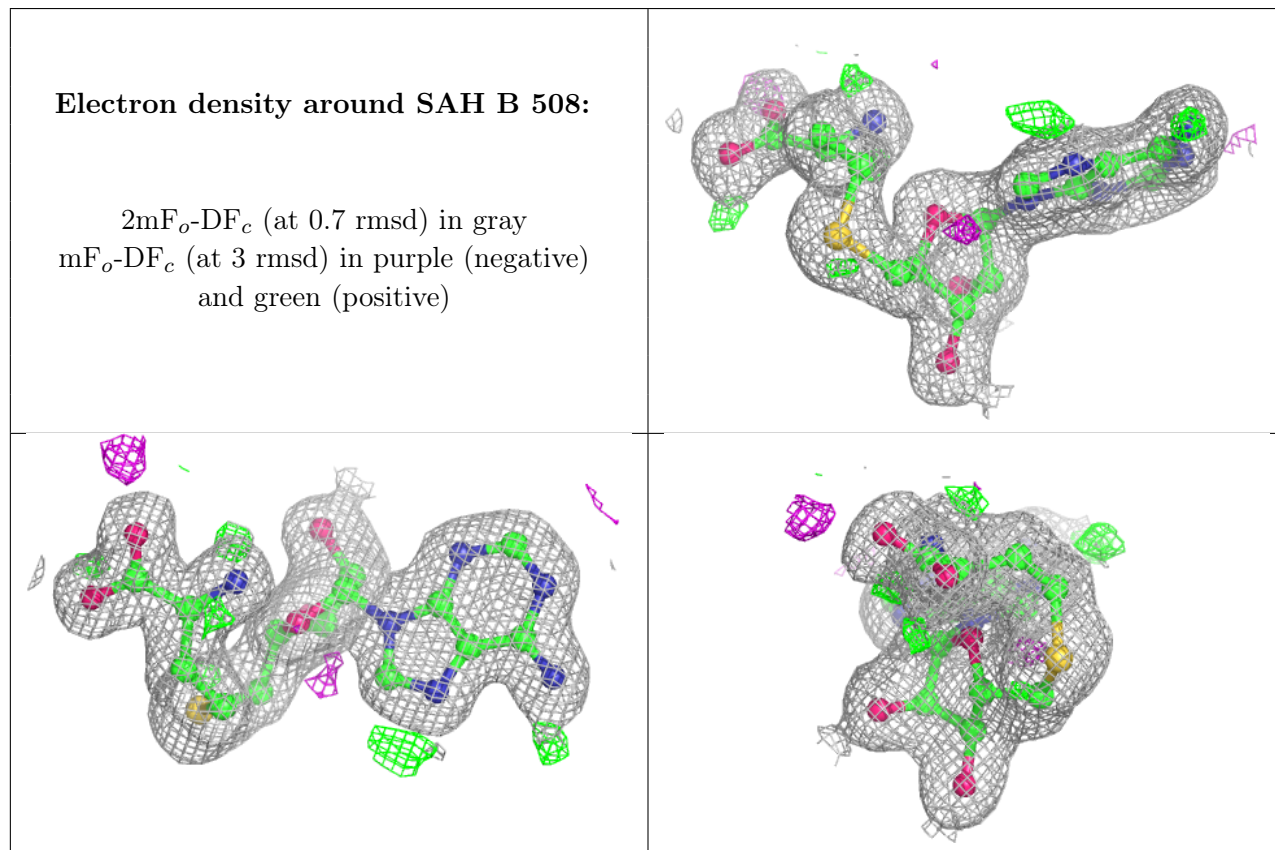 Electron density around SAH B 508:
2mFo-DFc (at 0.7 rmsd) in gray
mFo-DFc (at 3 rmsd) in purple (negative)
and green (positive)